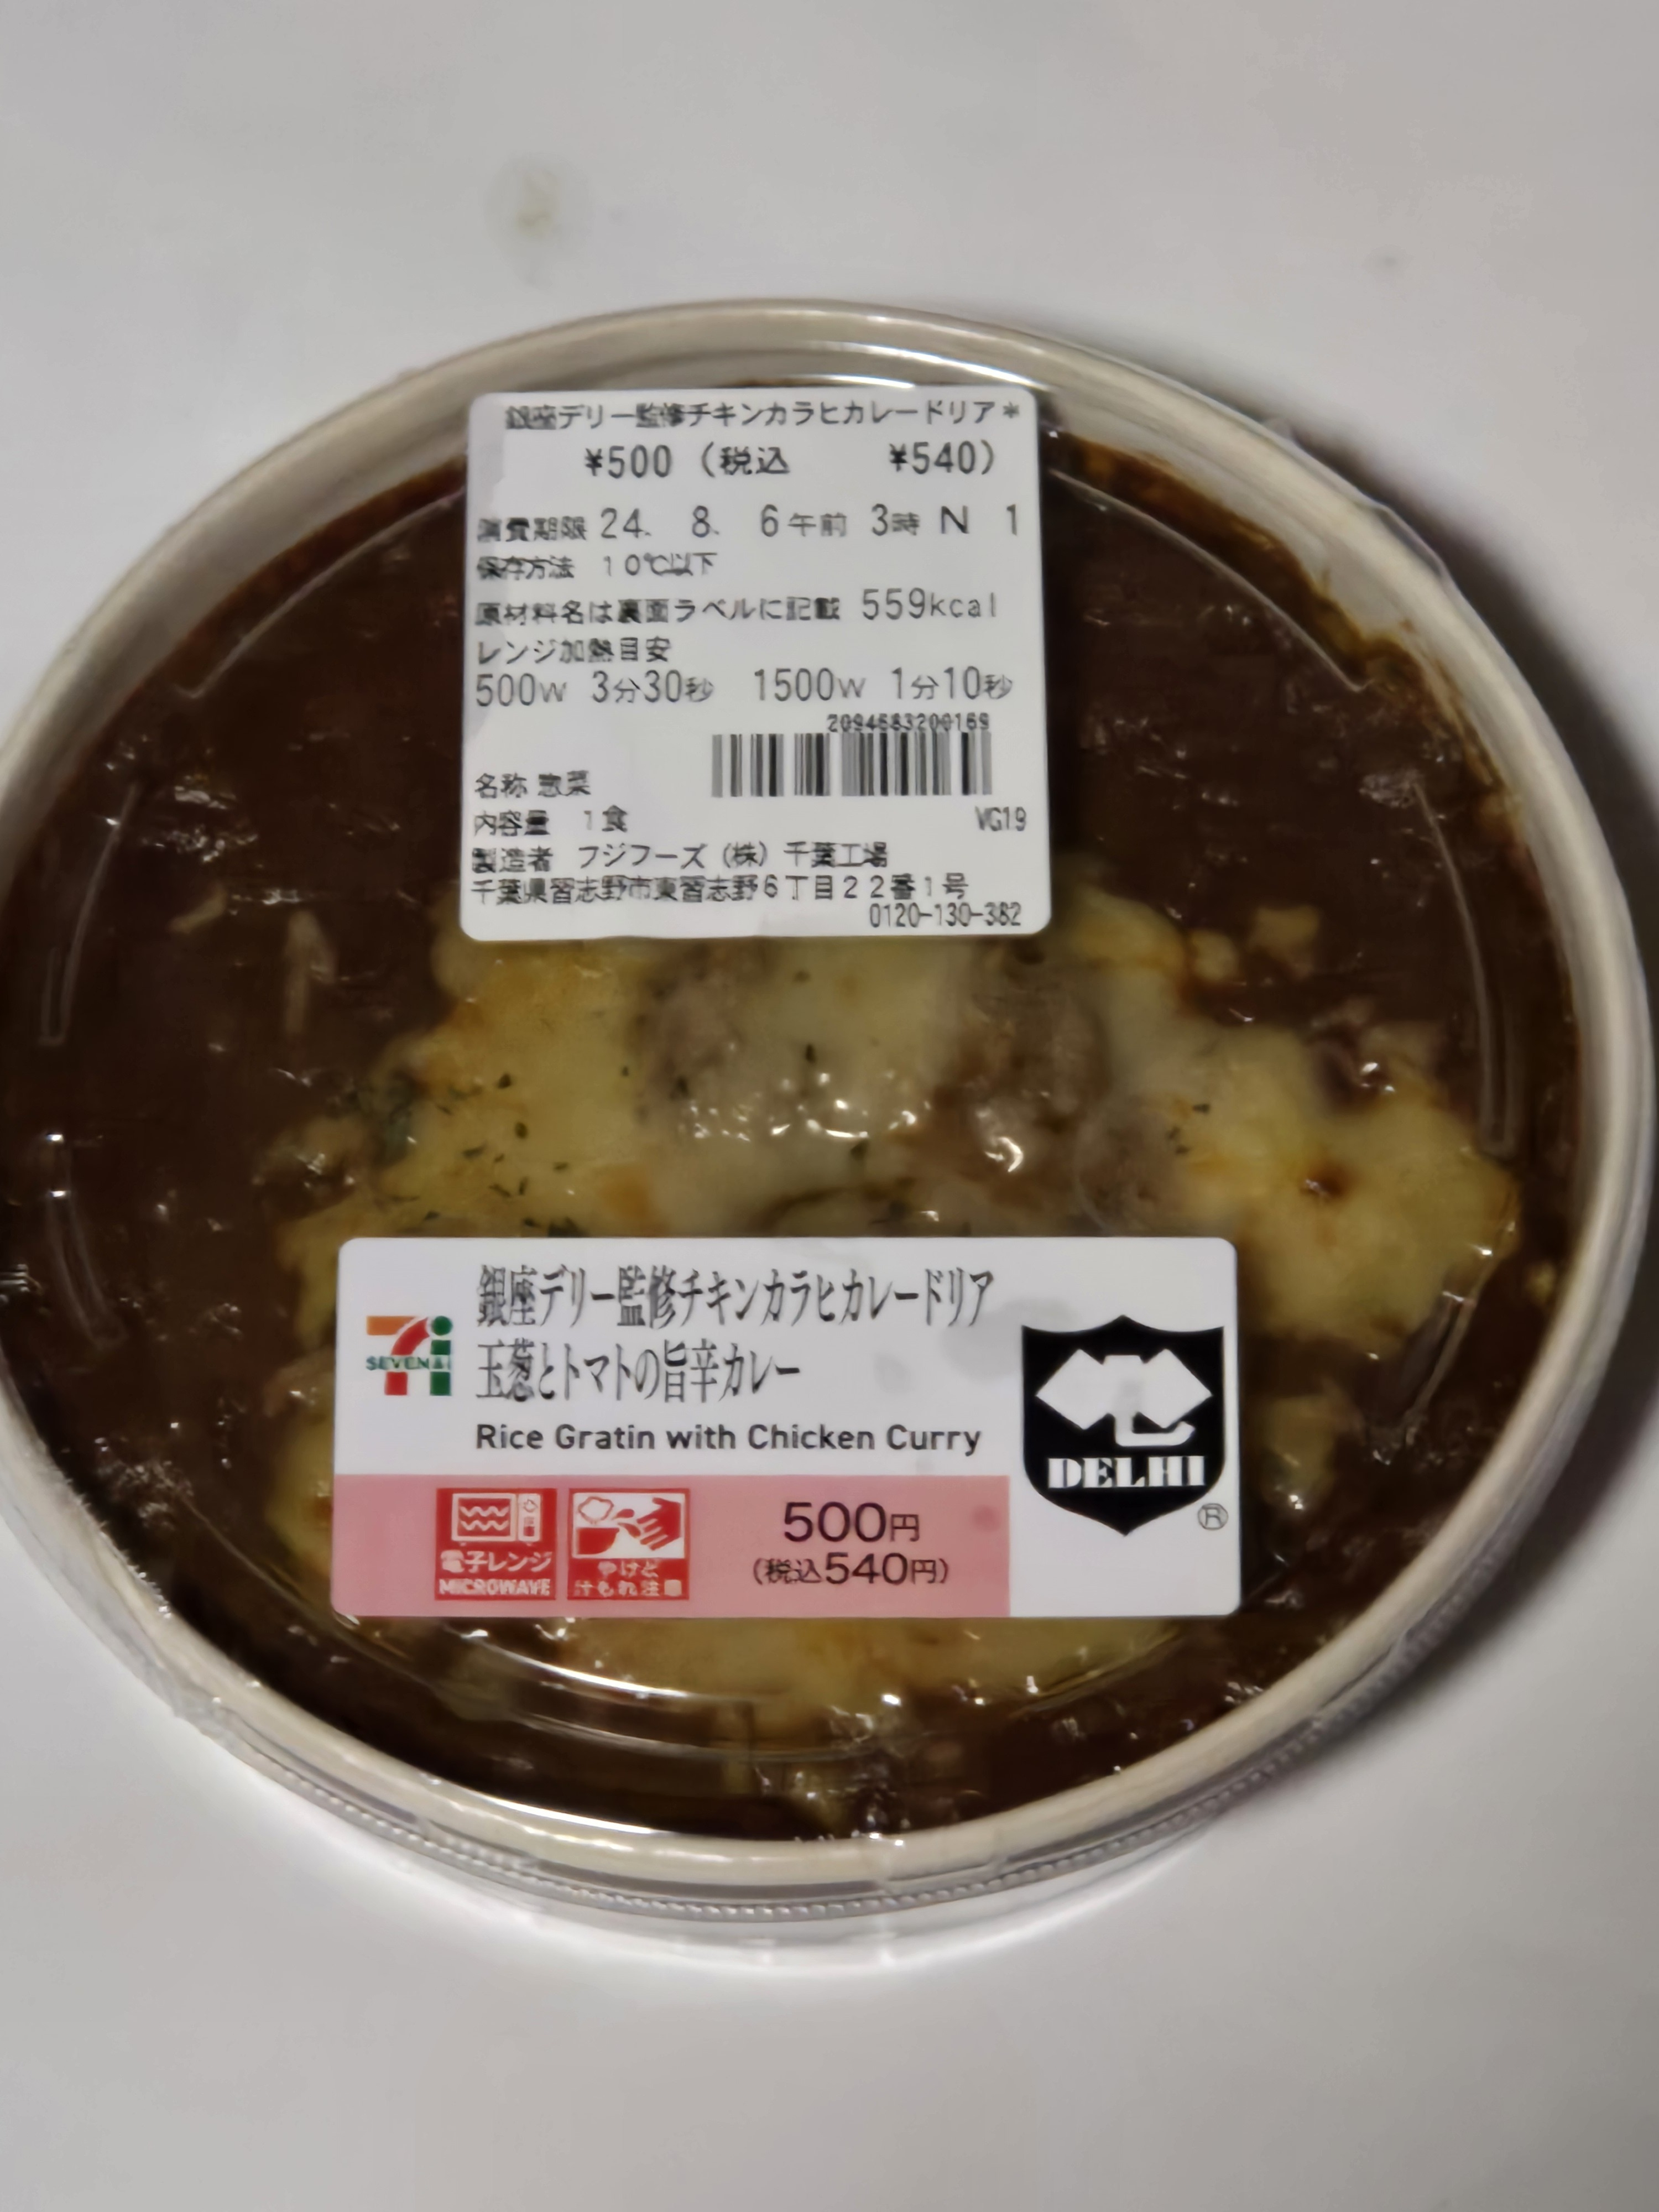 銀座デリー監修チキンカラヒカレードリア*
¥500（税込 ¥540）
消費期限 24. 8. 6午前 3時 N 1
保存方法 10℃以下
原材料名は裏面ラベルに記載 559kcal
レンジ加熱目安
500W 3分30秒 1500W 1分10秒
2094683200169
名称 惣菜
内容量 1食 VG19
製造者 フジフーズ（株）千葉工場
千葉県習志野市東習志野6丁目22番1号
0120-130-382
銀座デリー監修チキンカラヒカレードリア
玉葱とトマトの旨辛カレー
Rice Gratin with Chicken Curry
SEVEN&i
DELHI
®
電子レンジ
MICROWAVE
やけど
汁もれ注意
500円
(税込540円)